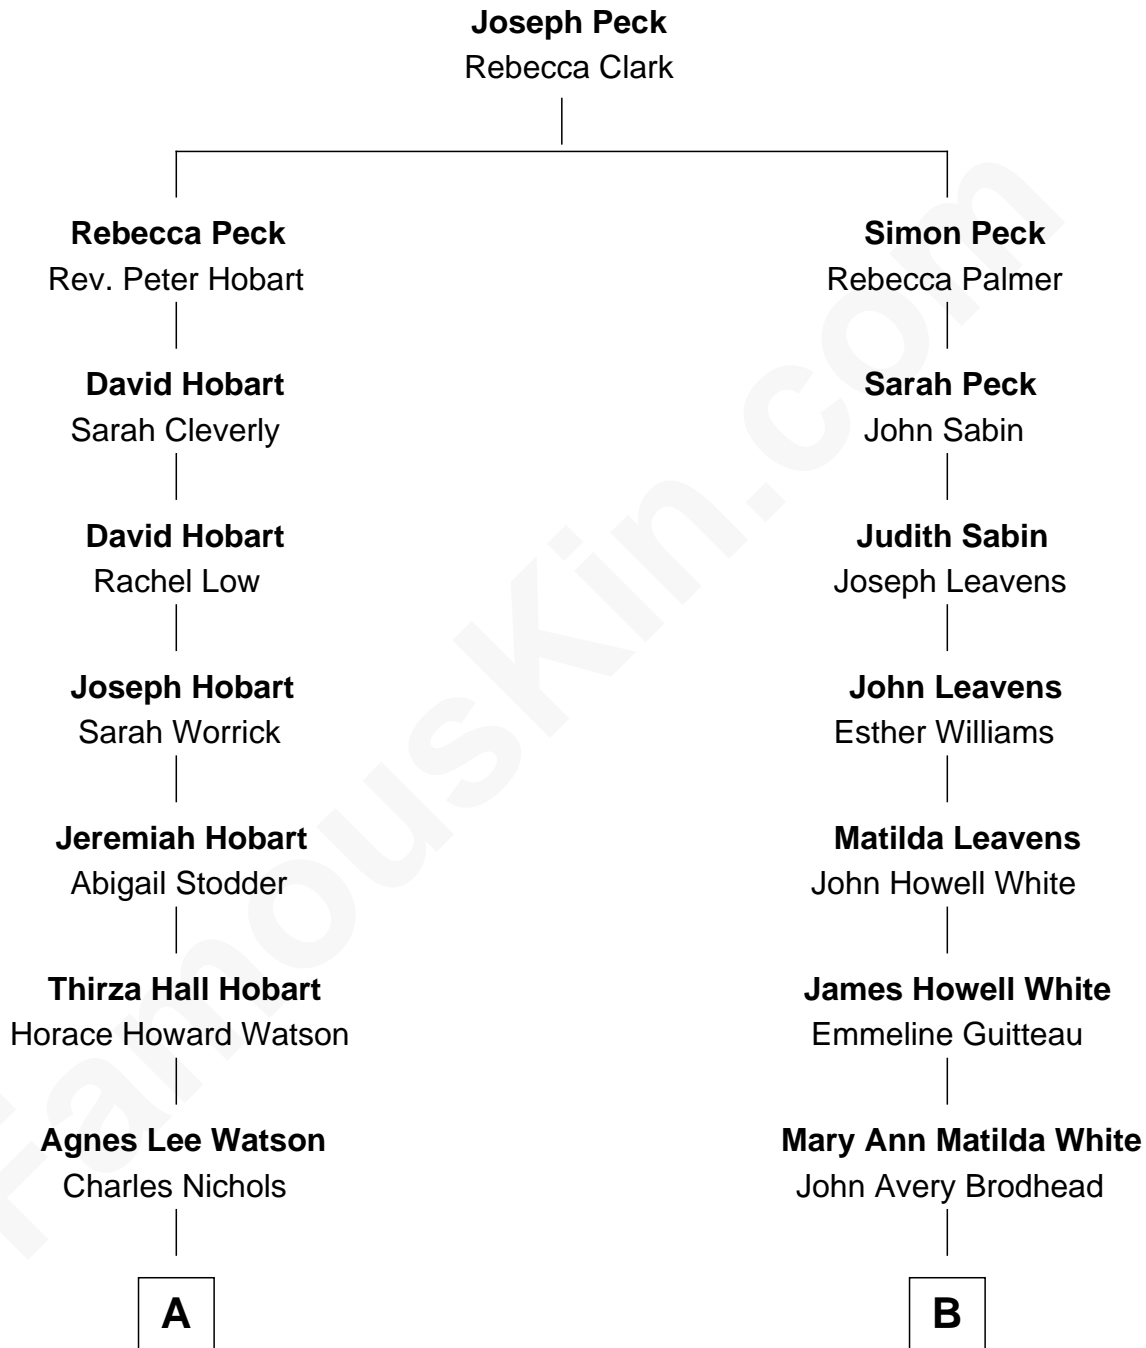 Joseph Peck
Rebecca Clark
Rebecca Peck
Rev. Peter Hobart
David Hobart
Sarah Cleverly
David Hobart
Rachel Low
Joseph Hobart
Sarah Worrick
Jeremiah Hobart
Abigail Stodder
Thirza Hall Hobart
Horace Howard Watson
Agnes Lee Watson
Charles Nichols
A
Simon Peck
Rebecca Palmer
Sarah Peck
John Sabin
Judith Sabin
Joseph Leavens
John Leavens
Esther Williams
Matilda Leavens
John Howell White
James Howell White
Emmeline Guitteau
Mary Ann Matilda White
John Avery Brodhead
B
FamousKin.com